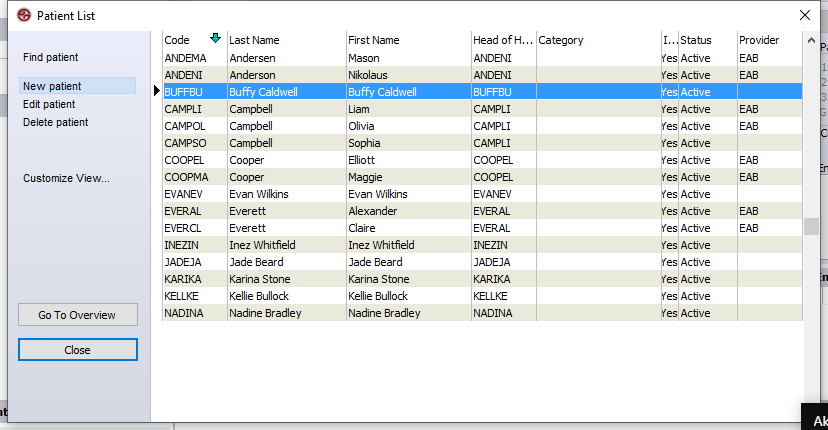 Patient List
Find patient
New patient
Edit patient
Delete patient
Customize View...
Go To Overview
Close
Code Last Name First Name Head of H... Category I... Status Provider
ANDEMA Andersen Mason ANDENI Yes Active EAB
ANDENI Anderson Nikolaus ANDENI Yes Active EAB
BUFFBU Buffy Caldwell Buffy Caldwell BUFFBU Yes Active
CAMPLI Campbell Liam CAMPLI Yes Active EAB
CAMPOL Campbell Olivia CAMPLI Yes Active EAB
CAMPSO Campbell Sophia CAMPLI Yes Active
COOPEL Cooper Elliott COOPEL Yes Active EAB
COOPMA Cooper Maggie COOPEL Yes Active EAB
EVANEV Evan Wilkins Evan Wilkins EVANEV Yes Active
EVERAL Everett Alexander EVERAL Yes Active EAB
EVERCL Everett Claire EVERAL Yes Active EAB
INEZIN Inez Whitfield Inez Whitfield INEZIN Yes Active
JADEJA Jade Beard Jade Beard JADEJA Yes Active
KARIKA Karina Stone Karina Stone KARIKA Yes Active
KELLKE Kellie Bullock Kellie Bullock KELLKE Yes Active
NADINA Nadine Bradley Nadine Bradley NADINA Yes Active
Ak